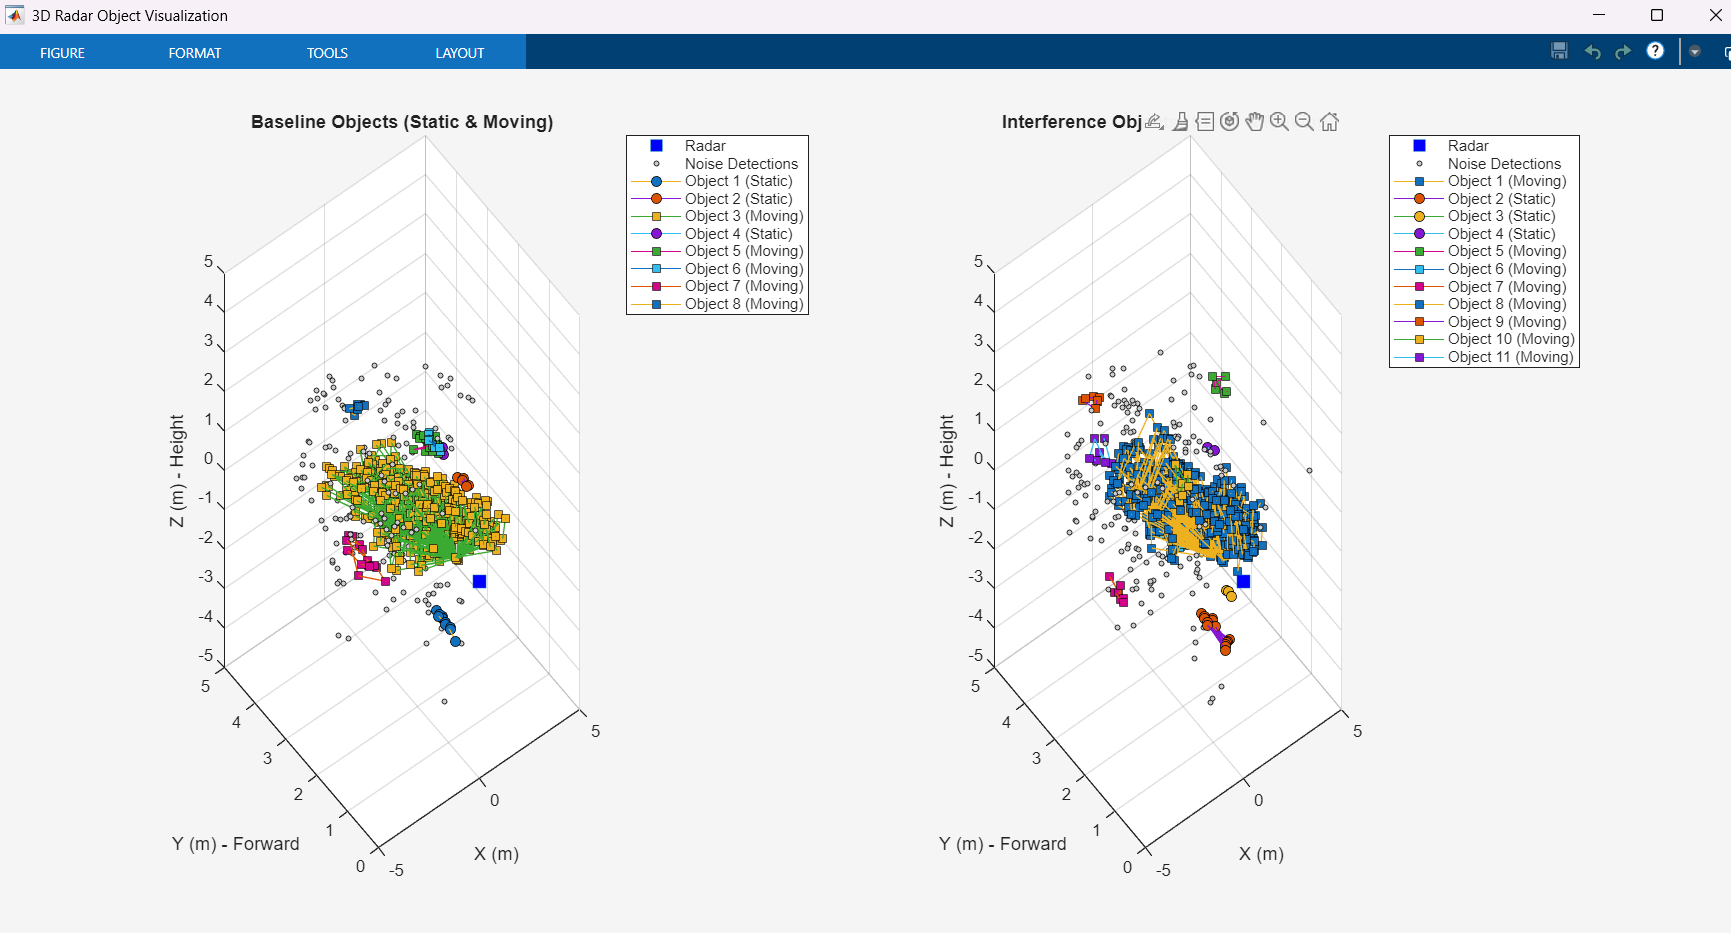 3D Radar Object Visualization
FIGURE FORMAT TOOLS LAYOUT
Baseline Objects (Static & Moving)
Radar
Noise Detections
Object 1 (Static)
Object 2 (Static)
Object 3 (Moving)
Object 4 (Static)
Object 5 (Moving)
Object 6 (Moving)
Object 7 (Moving)
Object 8 (Moving)
5
4
3
2
1
0
-1
-2
-3
-4
-5
Z (m) - Height
5
4
3
2
1
0
Y (m) - Forward
-5
0
5
X (m)
Interference Obj
Radar
Noise Detections
Object 1 (Moving)
Object 2 (Static)
Object 3 (Static)
Object 4 (Static)
Object 5 (Moving)
Object 6 (Moving)
Object 7 (Moving)
Object 8 (Moving)
Object 9 (Moving)
Object 10 (Moving)
Object 11 (Moving)
5
4
3
2
1
0
-1
-2
-3
-4
-5
Z (m) - Height
5
4
3
2
1
0
Y (m) - Forward
-5
0
5
X (m)